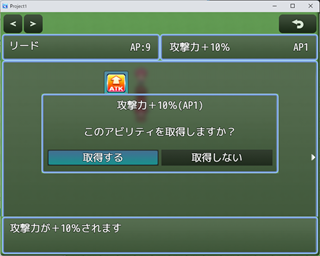 Project1
リード AP:9
攻撃力＋10% AP1
ATK
攻撃力＋10%(AP1)
このアビリティを取得しますか？
取得する 取得しない
攻撃力が＋10%されます